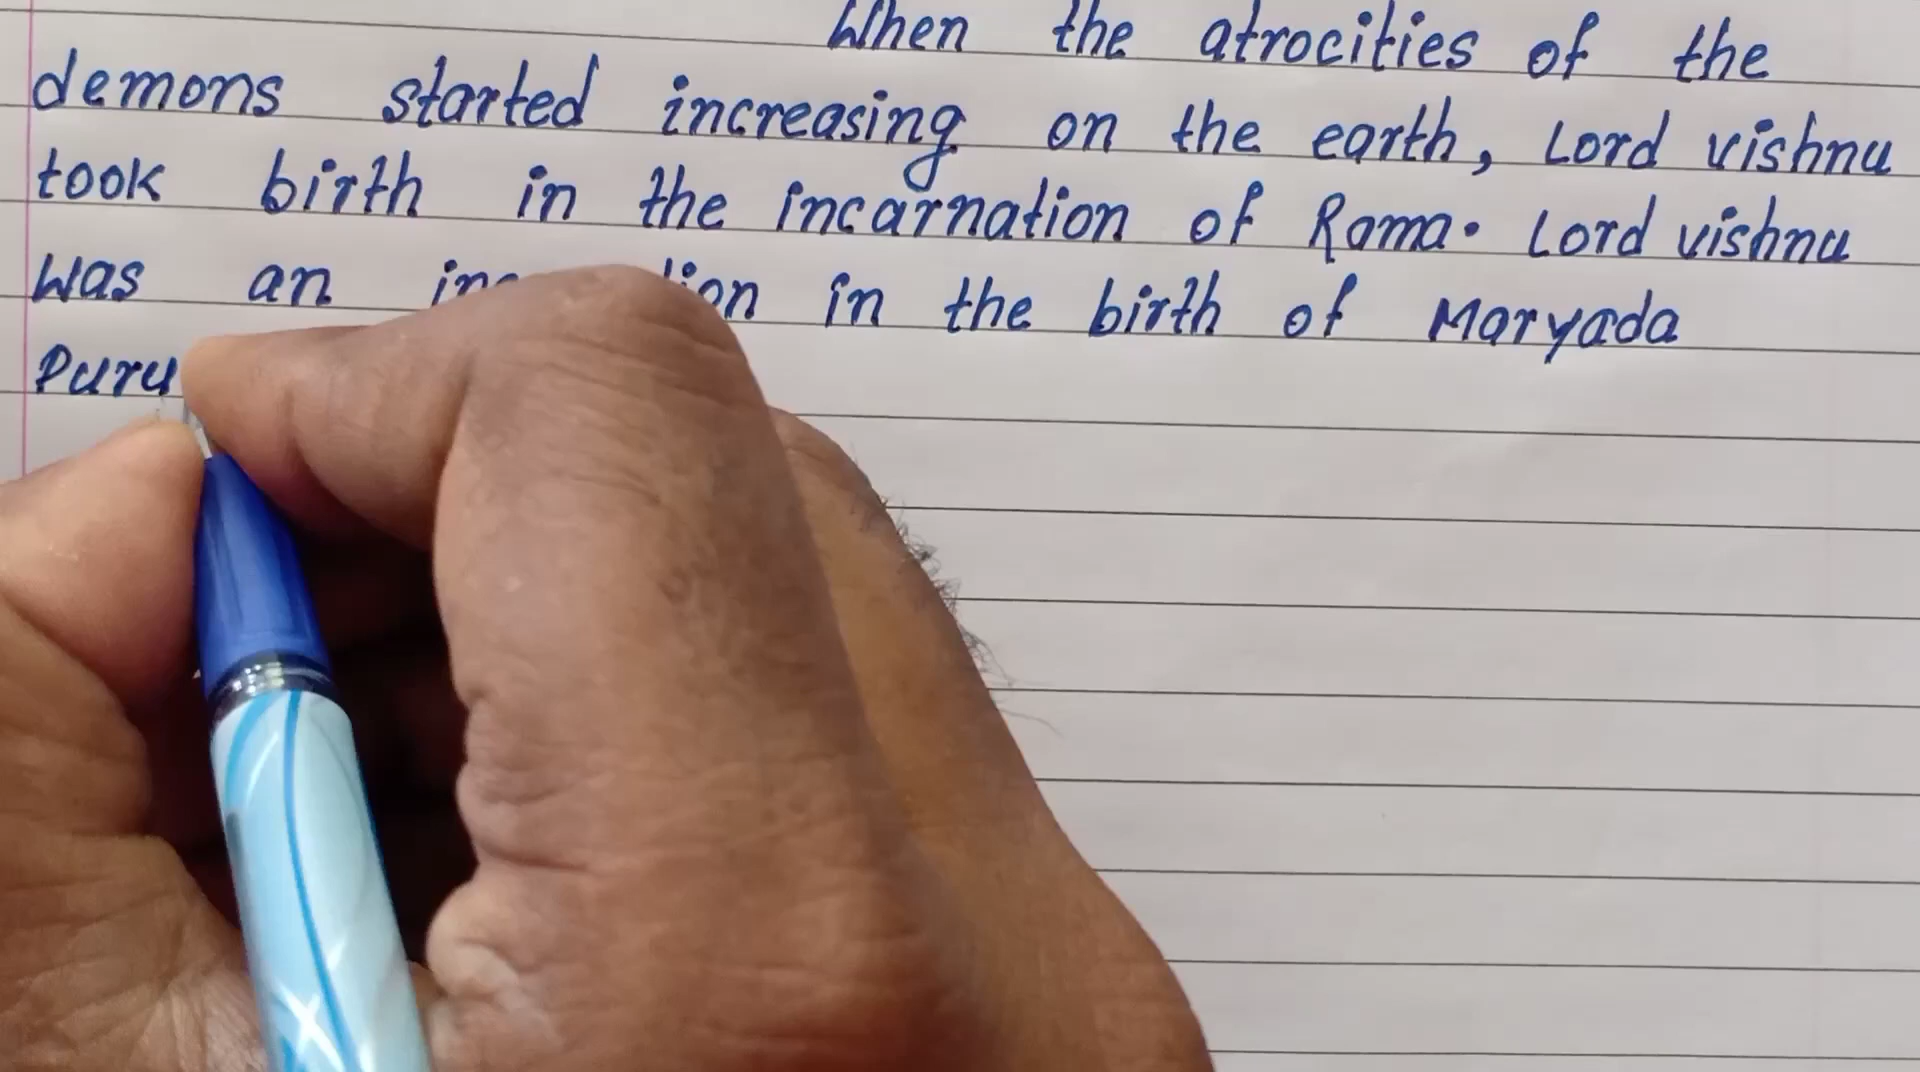 When the atrocities of the
demons started increasing on the earth, Lord vishnu
took birth in the incarnation of Rama. Lord vishnu
was an in the birth of Maryada
Puru